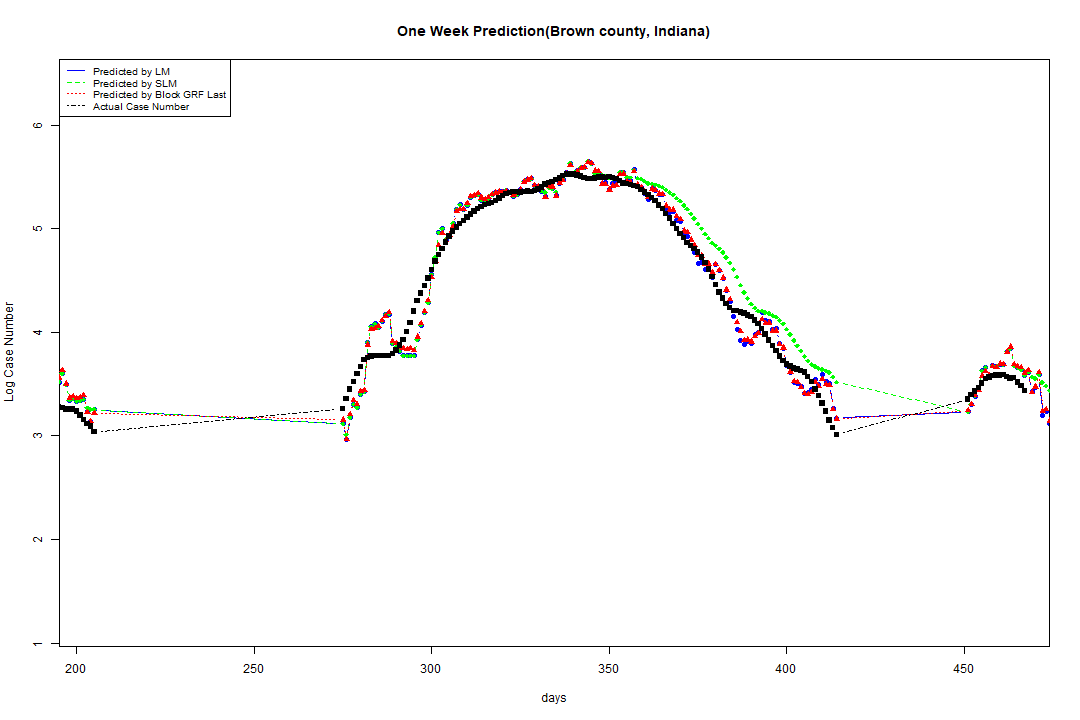 One Week Prediction(Brown county, Indiana)
Predicted by LM
Predicted by SLM
Predicted by Block GRF Last
Actual Case Number
Log Case Number
6
5
4
3
2
1
200 250 300 350 400 450
days